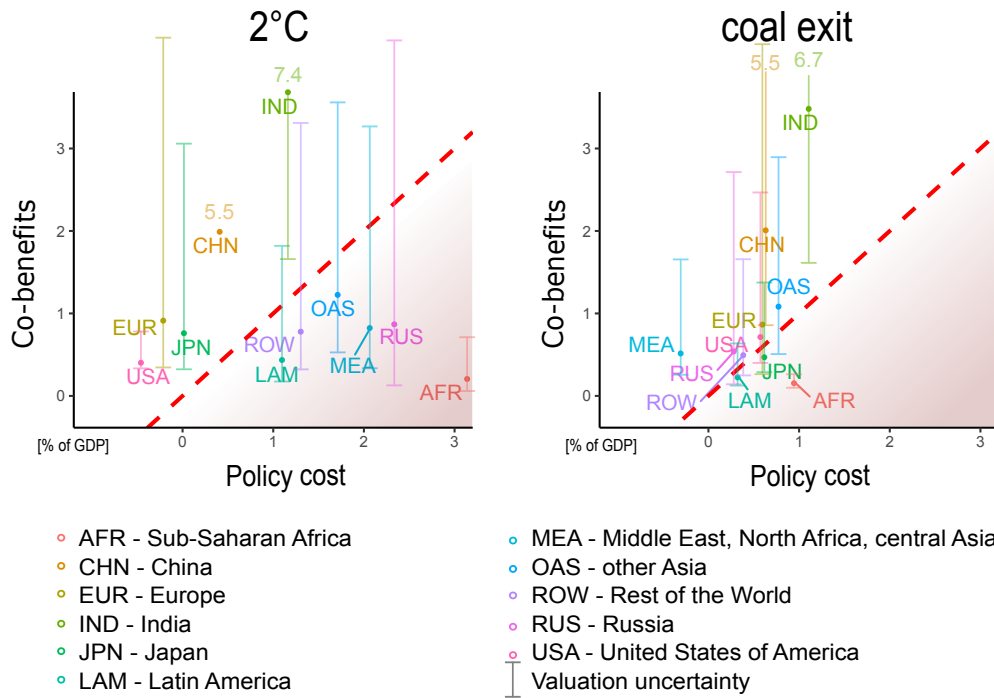 2°C
coal exit
Co-benefits
3
2
1
0
7.4
IND
5.5
CHN
EUR
JPN
USA
ROW
LAM
OAS
MEA
RUS
AFR
0
1
2
3
[% of GDP]
Policy cost
Co-benefits
3
2
1
0
5.5
6.7
IND
CHN
OAS
EUR
USA
MEA
RUS
JPN
ROW
LAM
AFR
0
1
2
3
[% of GDP]
Policy cost
AFR - Sub-Saharan Africa
CHN - China
EUR - Europe
IND - India
JPN - Japan
LAM - Latin America
MEA - Middle East, North Africa, central Asia
OAS - other Asia
ROW - Rest of the World
RUS - Russia
USA - United States of America
Valuation uncertainty